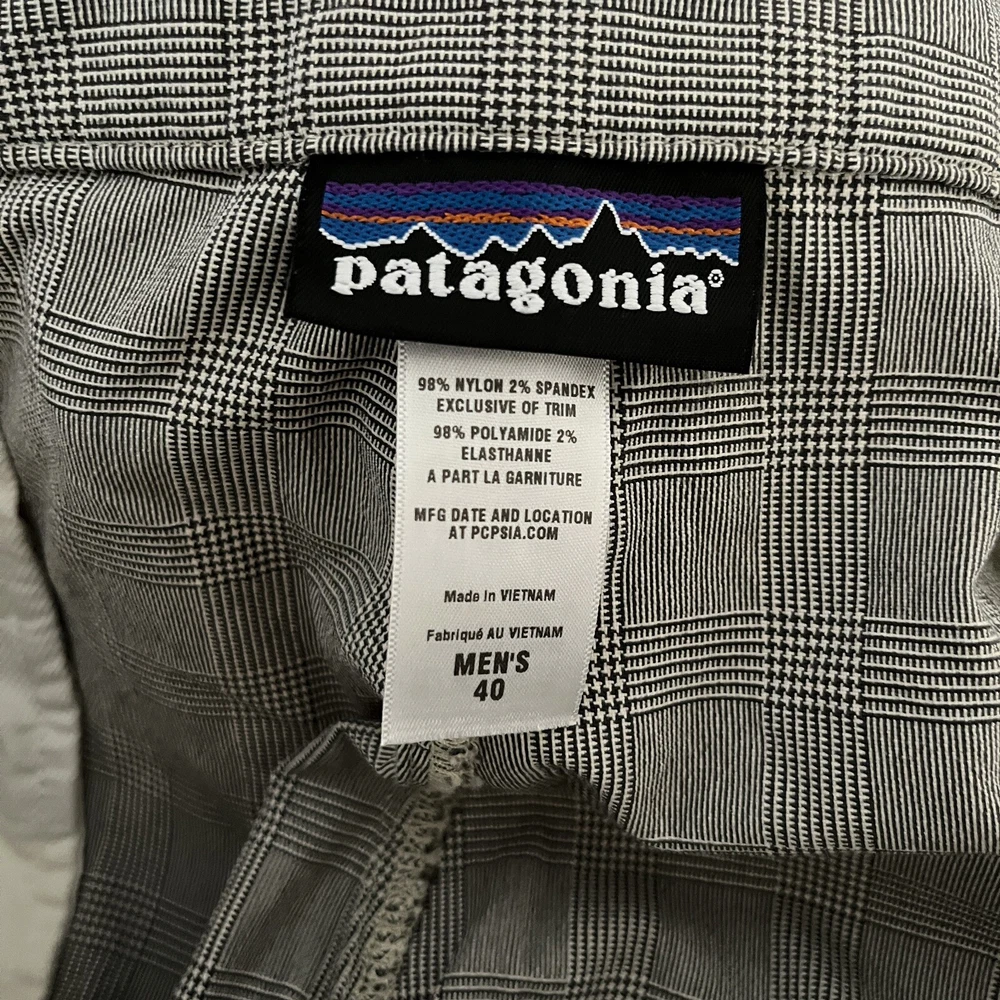 patagonia®
98% NYLON 2% SPANDEX
EXCLUSIVE OF TRIM
98% POLYAMIDE 2%
ELASTHANNE
A PART LA GARNITURE
MFG DATE AND LOCATION
AT PCPSIA.COM
Made in VIETNAM
Fabriqué AU VIETNAM
MEN'S
40